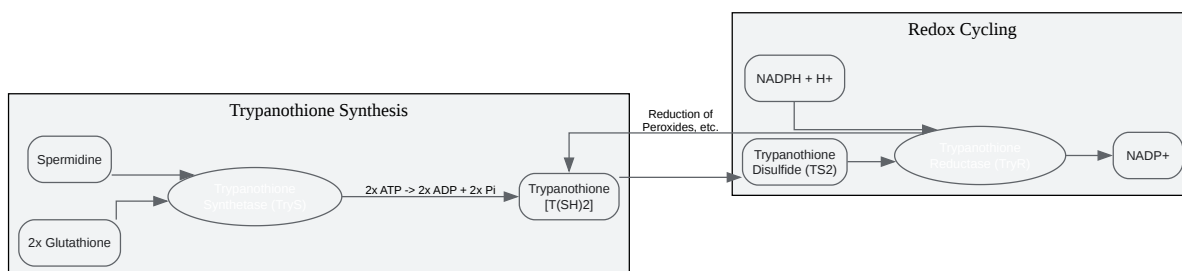 Redox Cycling
NADPH + H+
Trypanothione Synthesis
Reduction of
Peroxides, etc.
Spermidine
Trypanothione
Synthetase (TryS)
2x Glutathione
2x ATP -> 2x ADP + 2x Pi
Trypanothione
[T(SH)2]
Trypanothione
Disulfide (TS2)
Trypanothione
Reductase (TryR)
NADP+